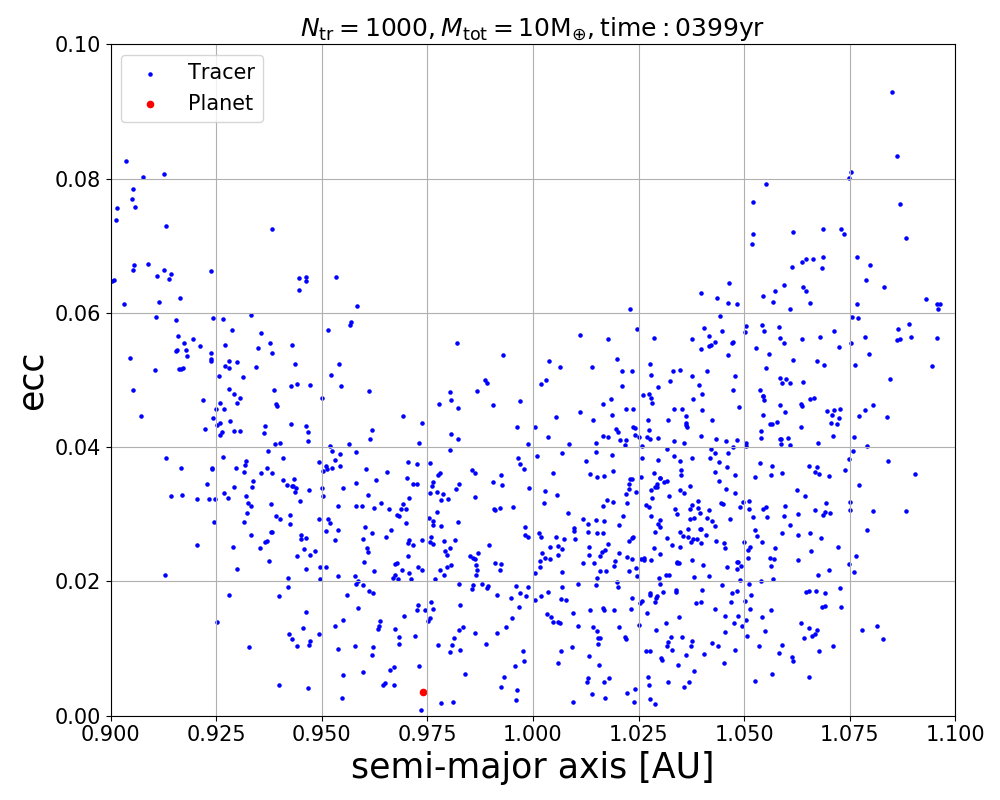 N_tr = 1000, M_tot = 10M_⊕, time : 0399yr
Tracer
Planet
ecc
0.10
0.08
0.06
0.04
0.02
0.00
0.900 0.925 0.950 0.975 1.000 1.025 1.050 1.075 1.100
semi-major axis [AU]